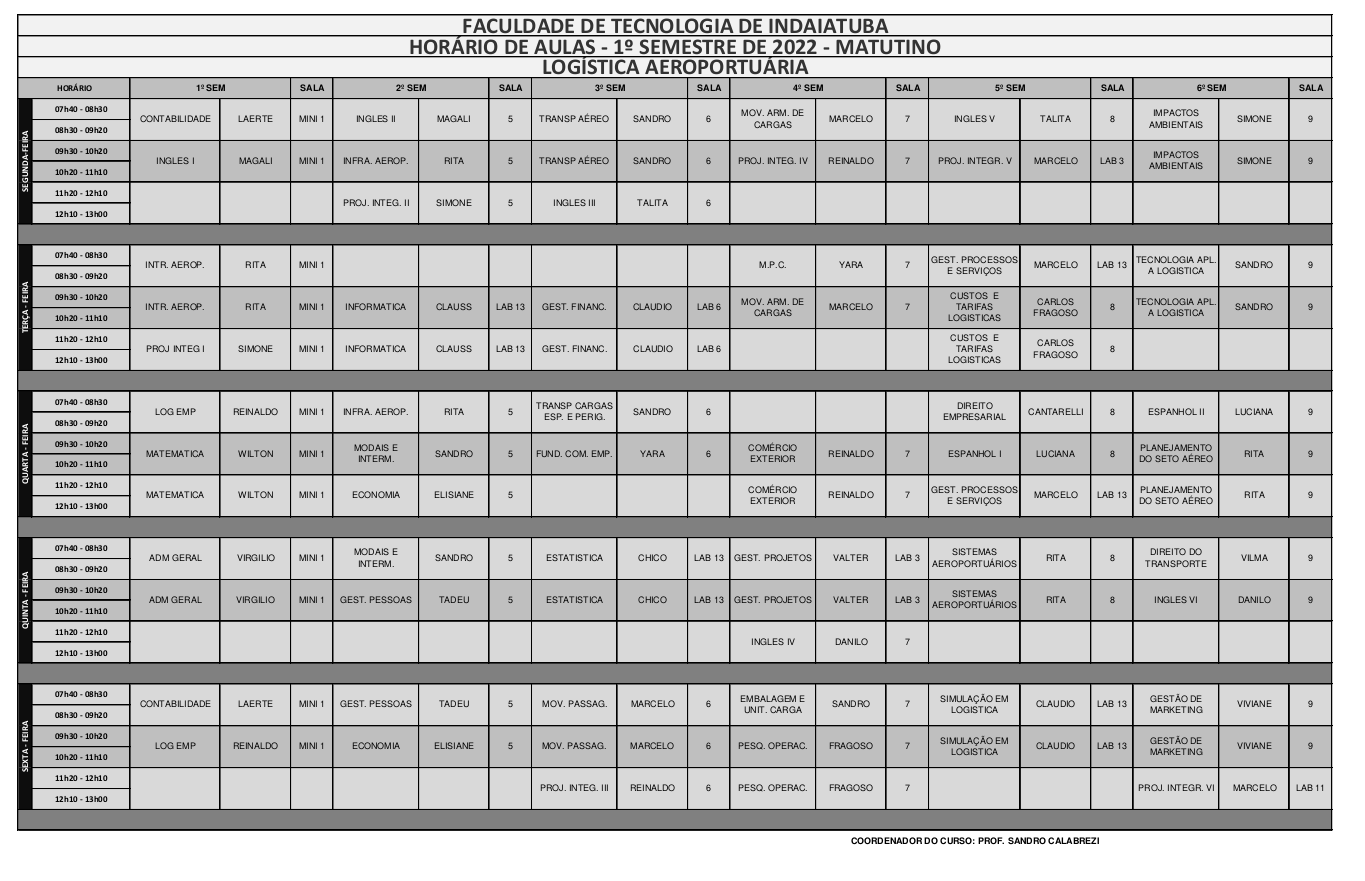 FACULDADE DE TECNOLOGIA DE INDAIATUBA
HORÁRIO DE AULAS - 1º SEMESTRE DE 2022 - MATUTINO
LOGÍSTICA AEROPORTUÁRIA
HORÁRIO 1º SEM SALA 2º SEM SALA 3º SEM SALA 4º SEM SALA 5º SEM SALA 6º SEM SALA
SEGUNDA-FEIRA
07h40 - 08h30
08h30 - 09h20
CONTABILIDADE LAERTE MINI 1 INGLES II MAGALI 5 TRANSP AÉREO SANDRO 6 MOV. ARM. DE CARGAS MARCELO 7 INGLES V TALITA 8 IMPACTOS AMBIENTAIS SIMONE 9
09h30 - 10h20
10h20 - 11h10
INGLES I MAGALI MINI 1 INFRA. AEROP. RITA 5 TRANSP AÉREO SANDRO 6 PROJ. INTEG. IV REINALDO 7 PROJ. INTEGR. V MARCELO LAB 3 IMPACTOS AMBIENTAIS SIMONE 9
11h20 - 12h10
12h10 - 13h00
PROJ. INTEG. II SIMONE 5 INGLES III TALITA 6
TERÇA - FEIRA
07h40 - 08h30
08h30 - 09h20
INTR. AEROP. RITA MINI 1 M.P.C. YARA 7 GEST. PROCESSOS E SERVIÇOS MARCELO LAB 13 TECNOLOGIA APL. A LOGISTICA SANDRO 9
09h30 - 10h20
10h20 - 11h10
INTR. AEROP. RITA MINI 1 INFORMATICA CLAUSS LAB 13 GEST. FINANC. CLAUDIO LAB 6 MOV. ARM. DE CARGAS MARCELO 7 CUSTOS E TARIFAS LOGISTICAS CARLOS FRAGOSO 8 TECNOLOGIA APL. A LOGISTICA SANDRO 9
11h20 - 12h10
12h10 - 13h00
PROJ INTEG I SIMONE MINI 1 INFORMATICA CLAUSS LAB 13 GEST. FINANC. CLAUDIO LAB 6 CUSTOS E TARIFAS LOGISTICAS CARLOS FRAGOSO 8
QUARTA - FEIRA
07h40 - 08h30
08h30 - 09h20
LOG EMP REINALDO MINI 1 INFRA. AEROP. RITA 5 TRANSP CARGAS ESP. E PERIG. SANDRO 6 DIREITO EMPRESARIAL CANTARELLI 8 ESPANHOL II LUCIANA 9
09h30 - 10h20
10h20 - 11h10
MATEMATICA WILTON MINI 1 MODAIS E INTERM. SANDRO 5 FUND. COM. EMP. YARA 6 COMÉRCIO EXTERIOR REINALDO 7 ESPANHOL I LUCIANA 8 PLANEJAMENTO DO SETO AÉREO RITA 9
11h20 - 12h10
12h10 - 13h00
MATEMATICA WILTON MINI 1 ECONOMIA ELISIANE 5 COMÉRCIO EXTERIOR REINALDO 7 GEST. PROCESSOS E SERVIÇOS MARCELO LAB 13 PLANEJAMENTO DO SETO AÉREO RITA 9
QUINTA - FEIRA
07h40 - 08h30
08h30 - 09h20
ADM GERAL VIRGILIO MINI 1 MODAIS E INTERM. SANDRO 5 ESTATISTICA CHICO LAB 13 GEST. PROJETOS VALTER LAB 3 SISTEMAS AEROPORTUÁRIOS RITA 8 DIREITO DO TRANSPORTE VILMA 9
09h30 - 10h20
10h20 - 11h10
ADM GERAL VIRGILIO MINI 1 GEST. PESSOAS TADEU 5 ESTATISTICA CHICO LAB 13 GEST. PROJETOS VALTER LAB 3 SISTEMAS AEROPORTUÁRIOS RITA 8 INGLES VI DANILO 9
11h20 - 12h10
12h10 - 13h00
INGLES IV DANILO 7
SEXTA - FEIRA
07h40 - 08h30
08h30 - 09h20
CONTABILIDADE LAERTE MINI 1 GEST. PESSOAS TADEU 5 MOV. PASSAG. MARCELO 6 EMBALAGEM E UNIT. CARGA SANDRO 7 SIMULAÇÃO EM LOGISTICA CLAUDIO LAB 13 GESTÃO DE MARKETING VIVIANE 9
09h30 - 10h20
10h20 - 11h10
LOG EMP REINALDO MINI 1 ECONOMIA ELISIANE 5 MOV. PASSAG. MARCELO 6 PESQ. OPERAC. FRAGOSO 7 SIMULAÇÃO EM LOGISTICA CLAUDIO LAB 13 GESTÃO DE MARKETING VIVIANE 9
11h20 - 12h10
12h10 - 13h00
PROJ. INTEG. III REINALDO 6 PESQ. OPERAC. FRAGOSO 7 PROJ. INTEGR. VI MARCELO LAB 11
COORDENADOR DO CURSO: PROF. SANDRO CALABREZI